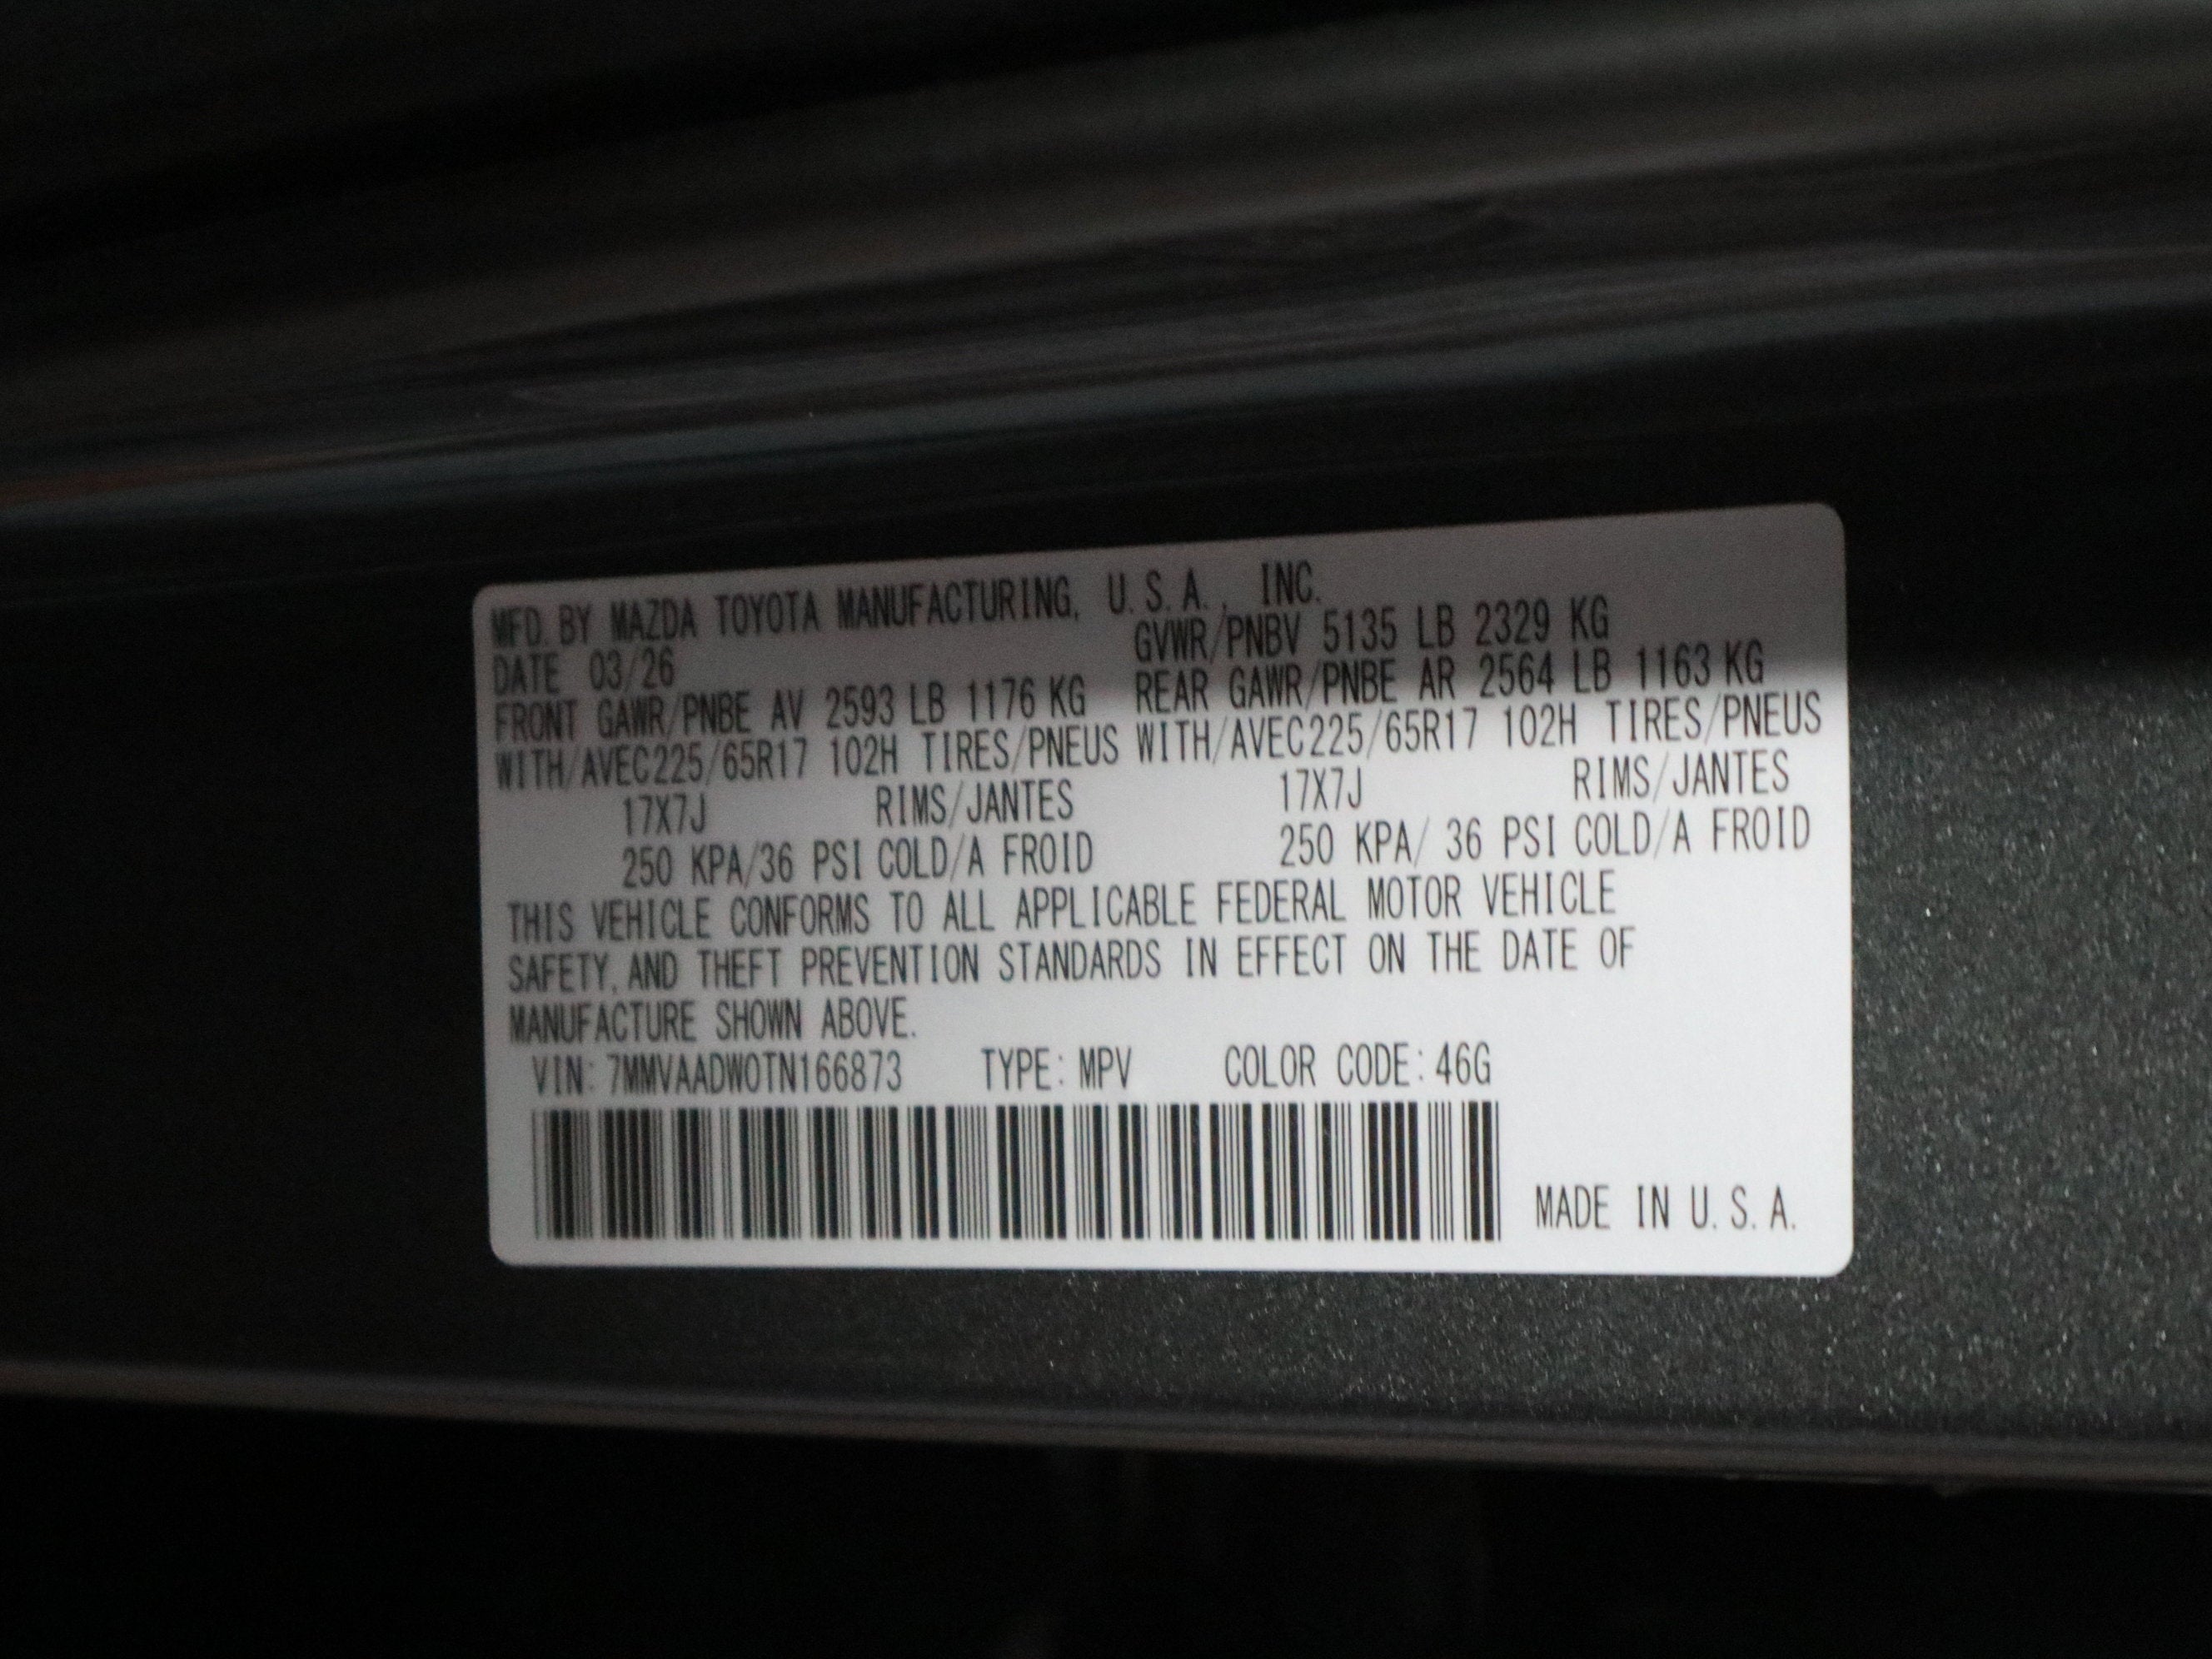 MFD. BY MAZDA TOYOTA MANUFACTURING, U.S.A., INC.
DATE 03/26 GVWR/PNBV 5135 LB 2329 KG
FRONT GAWR/PNBE AV 2593 LB 1176 KG REAR GAWR/PNBE AR 2564 LB 1163 KG
WITH/AVEC225/65R17 102H TIRES/PNEUS WITH/AVEC225/65R17 102H TIRES/PNEUS
17X7J RIMS/JANTES 17X7J RIMS/JANTES
250 KPA/36 PSI COLD/A FROID 250 KPA/ 36 PSI COLD/A FROID
THIS VEHICLE CONFORMS TO ALL APPLICABLE FEDERAL MOTOR VEHICLE
SAFETY, AND THEFT PREVENTION STANDARDS IN EFFECT ON THE DATE OF
MANUFACTURE SHOWN ABOVE.
VIN: 7MMVAADW0TN166873 TYPE: MPV COLOR CODE: 46G
MADE IN U.S.A.